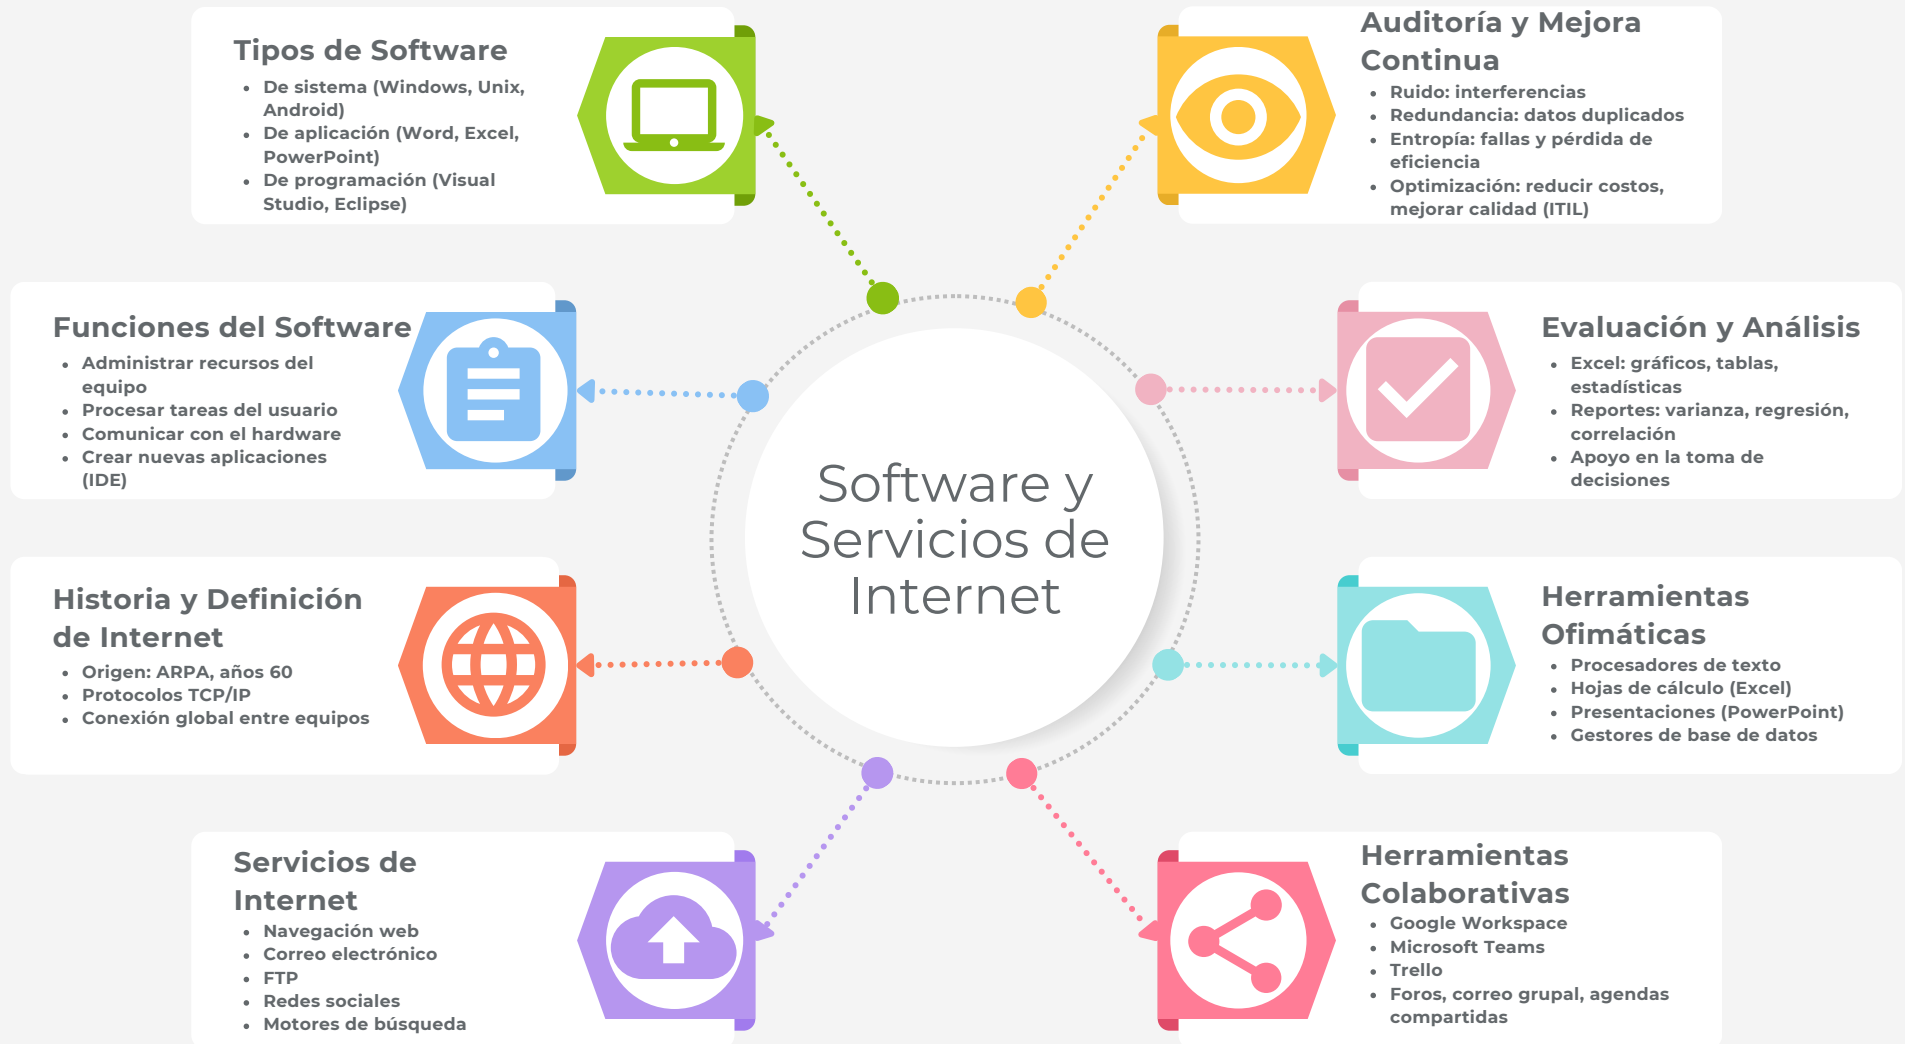 Tipos de Software
• De sistema (Windows, Unix,
Android)
• De aplicación (Word, Excel,
PowerPoint)
• De programación (Visual
Studio, Eclipse)
Funciones del Software
• Administrar recursos del
equipo
• Procesar tareas del usuario
• Comunicar con el hardware
• Crear nuevas aplicaciones
(IDE)
Historia y Definición
de Internet
• Origen: ARPA, años 60
• Protocolos TCP/IP
• Conexión global entre equipos
Servicios de
Internet
• Navegación web
• Correo electrónico
• FTP
• Redes sociales
• Motores de búsqueda
Software y
Servicios de
Internet
Auditoría y Mejora
Continua
• Ruido: interferencias
• Redundancia: datos duplicados
• Entropía: fallas y pérdida de
eficiencia
• Optimización: reducir costos,
mejorar calidad (ITIL)
Evaluación y Análisis
• Excel: gráficos, tablas,
estadísticas
• Reportes: varianza, regresión,
correlación
• Apoyo en la toma de
decisiones
Herramientas
Ofimáticas
• Procesadores de texto
• Hojas de cálculo (Excel)
• Presentaciones (PowerPoint)
• Gestores de base de datos
Herramientas
Colaborativas
• Google Workspace
• Microsoft Teams
• Trello
• Foros, correo grupal, agendas
compartidas